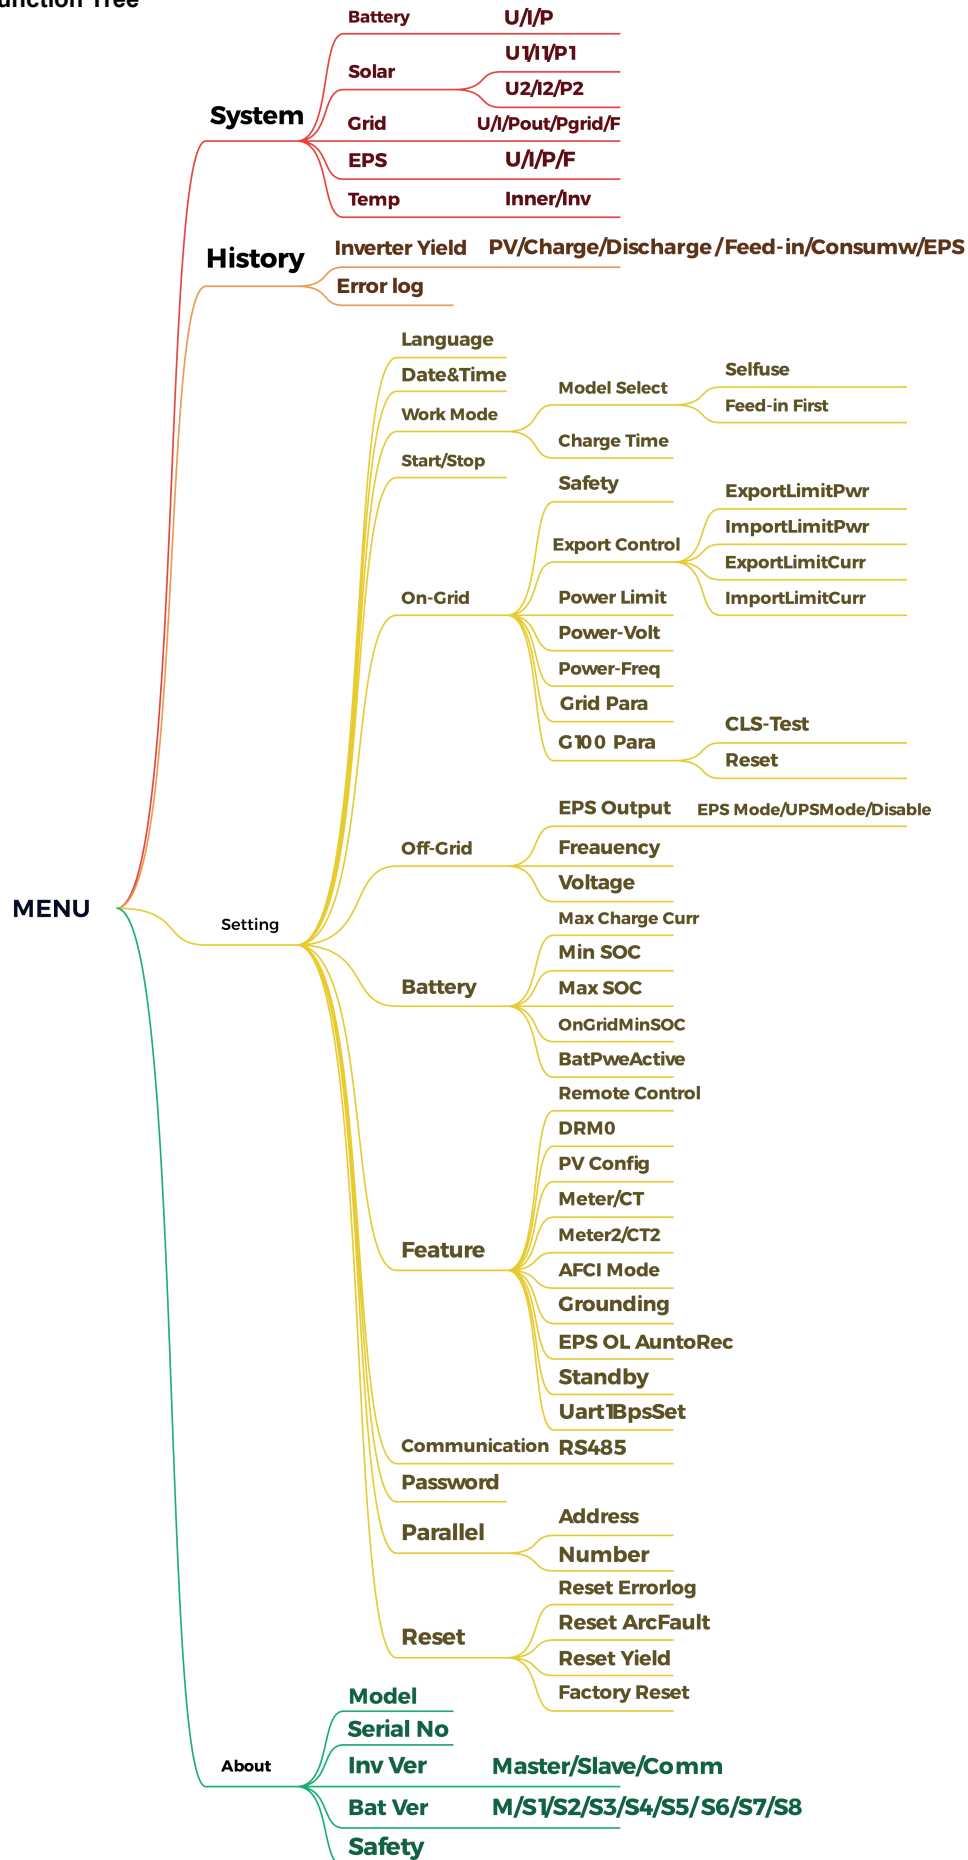 unction Tree
Battery U/I/P
U1/I1/P1
Solar
U2/I2/P2
System
Grid U/I/Pout/Pgrid/F
EPS U/I/P/F
Temp Inner/Inv
History
Inverter Yield PV/Charge/Discharge/Feed-in/Consumw/EPS
Error log
Language
Date&Time
Selfuse
Model Select
Feed-in First
Work Mode
Charge Time
Start/Stop
Safety
ExportLimitPwr
ImportLimitPwr
Export Control
ExportLimitCurr
ImportLimitCurr
On-Grid
Power Limit
Power-Volt
Power-Freq
Grid Para
CLS-Test
G100 Para
Reset
EPS Output EPS Mode/UPSMode/Disable
Off-Grid
Freauency
Voltage
MENU
Setting
Max Charge Curr
Min SOC
Battery
Max SOC
OnGridMinSOC
BatPweActive
Remote Control
DRM0
PV Config
Meter/CT
Meter2/CT2
Feature
AFCI Mode
Grounding
EPS OL AuntoRec
Standby
Uart1BpsSet
Communication RS485
Password
Address
Parallel
Number
Reset Errorlog
Reset ArcFault
Reset
Reset Yield
Factory Reset
Model
Serial No
About
Inv Ver Master/Slave/Comm
Bat Ver M/S1/S2/S3/S4/S5/S6/S7/S8
Safety